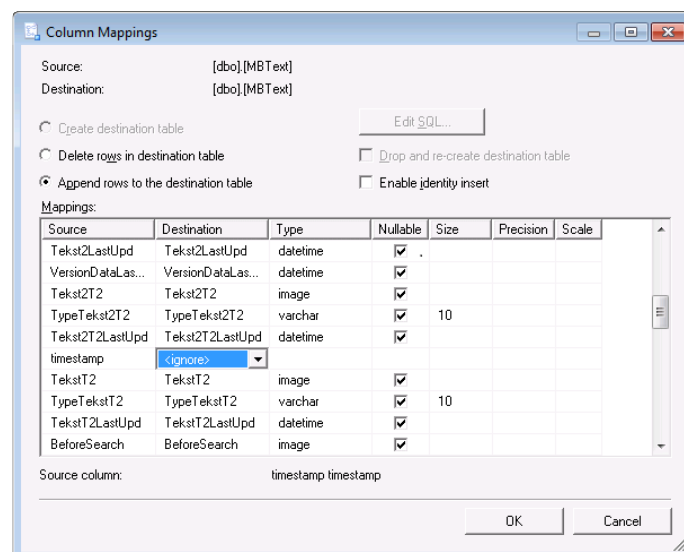 Column Mappings
Source: [dbo].[MBText]
Destination: [dbo].[MBText]
Create destination table Edit SQL...
Delete rows in destination table Drop and re-create destination table
Append rows to the destination table Enable identity insert
Mappings:
Source Destination Type Nullable Size Precision Scale
Tekst2LastUpd Tekst2LastUpd datetime
VersionDataLas... VersionDataLas... datetime
Tekst2T2 Tekst2T2 image
TypeTekst2T2 TypeTekst2T2 varchar 10
Tekst2T2LastUpd Tekst2T2LastUpd datetime
timestamp <ignore>
TekstT2 TekstT2 image
TypeTekstT2 TypeTekstT2 varchar 10
TekstT2LastUpd TekstT2LastUpd datetime
BeforeSearch BeforeSearch image
Source column: timestamp timestamp
OK Cancel